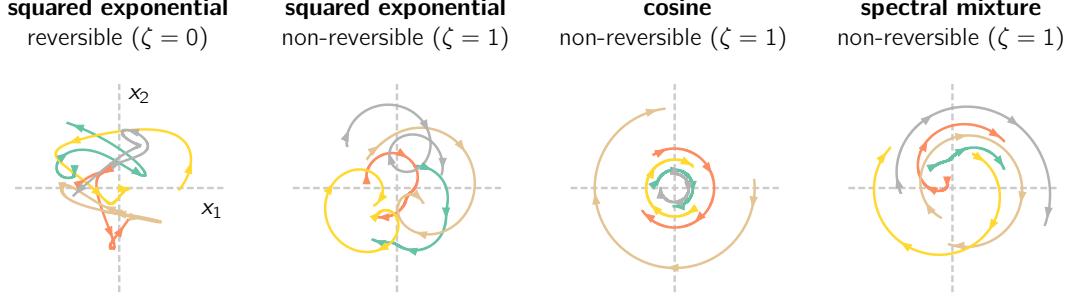 squared exponential
reversible (ζ = 0)
squared exponential
non-reversible (ζ = 1)
cosine
non-reversible (ζ = 1)
spectral mixture
non-reversible (ζ = 1)
x₂
x₁